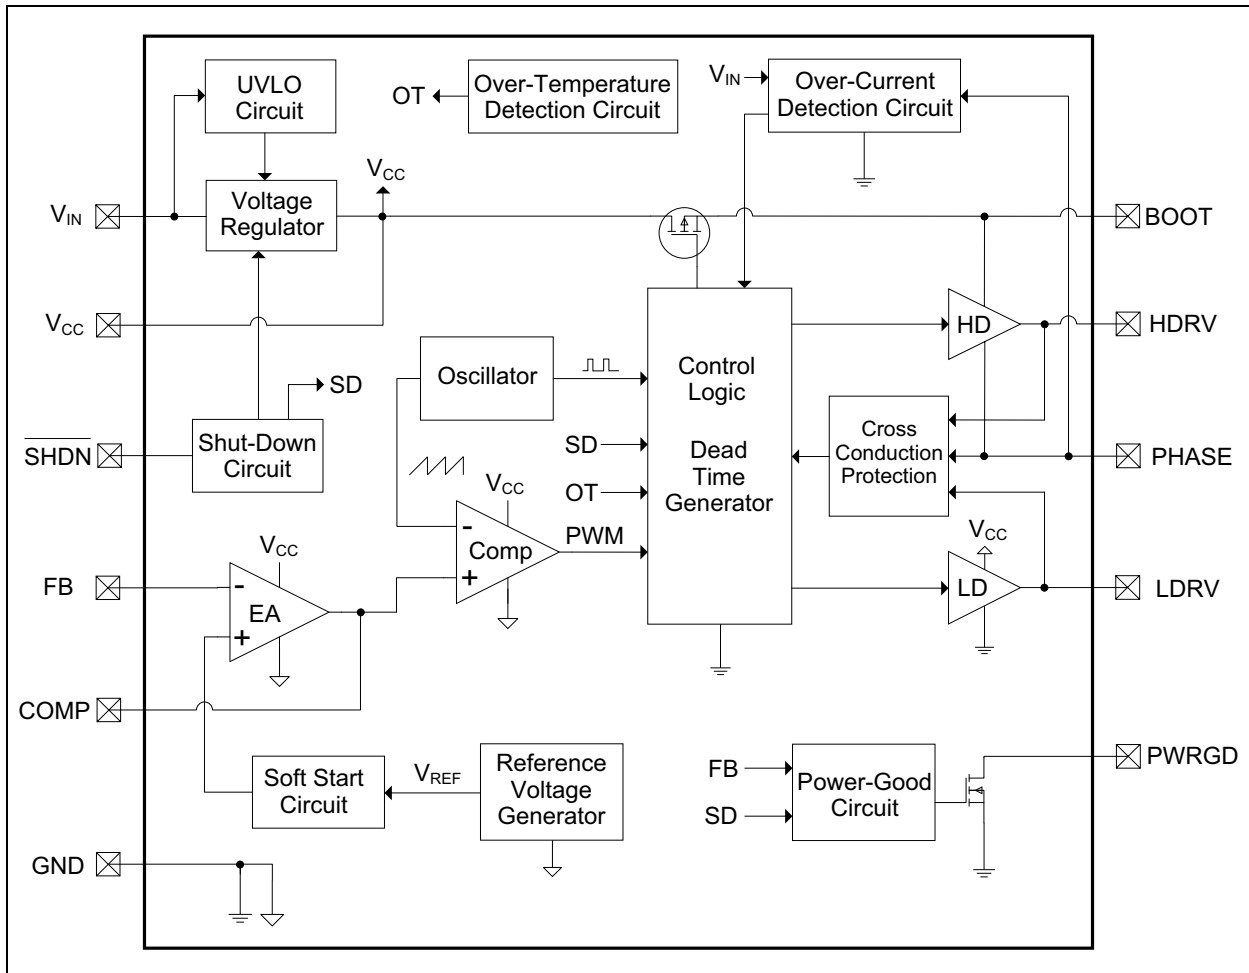 UVLO
Circuit
OT
Over-Temperature
Detection Circuit
VIN
Over-Current
Detection Circuit
VCC
VIN
Voltage
Regulator
BOOT
VCC
HD
HDRV
Oscillator
Control
Logic
SD
SHDN
Shut-Down
Circuit
SD
Dead
Time
Generator
Cross
Conduction
Protection
PHASE
VCC
OT
-
Comp
+
PWM
VCC
FB
-
EA
+
VCC
LD
LDRV
COMP
Soft Start
Circuit
VREF
Reference
Voltage
Generator
FB
SD
Power-Good
Circuit
PWRGD
GND